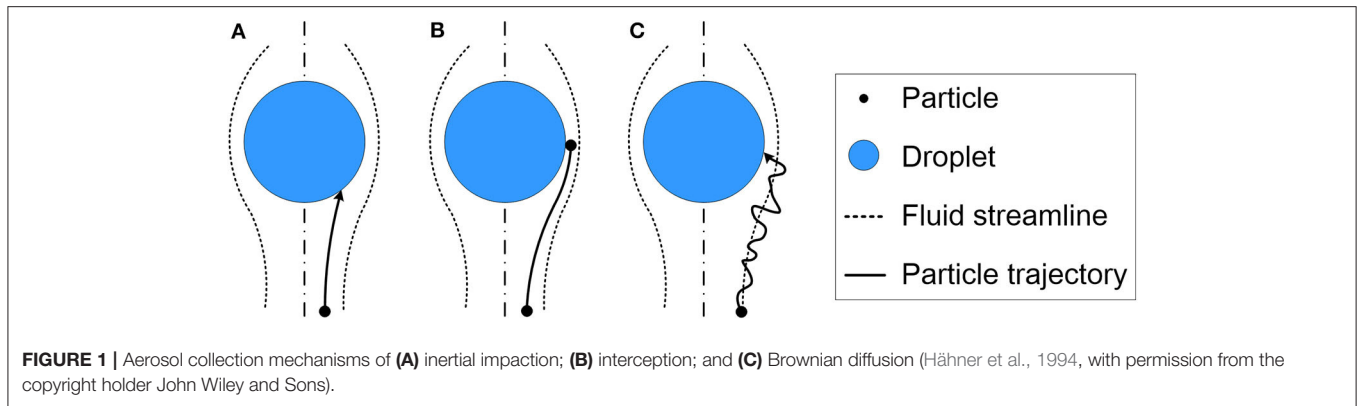 A
B
C
Particle
Droplet
Fluid streamline
Particle trajectory
FIGURE 1 | Aerosol collection mechanisms of (A) inertial impaction; (B) interception; and (C) Brownian diffusion (Hähner et al., 1994, with permission from the
copyright holder John Wiley and Sons).